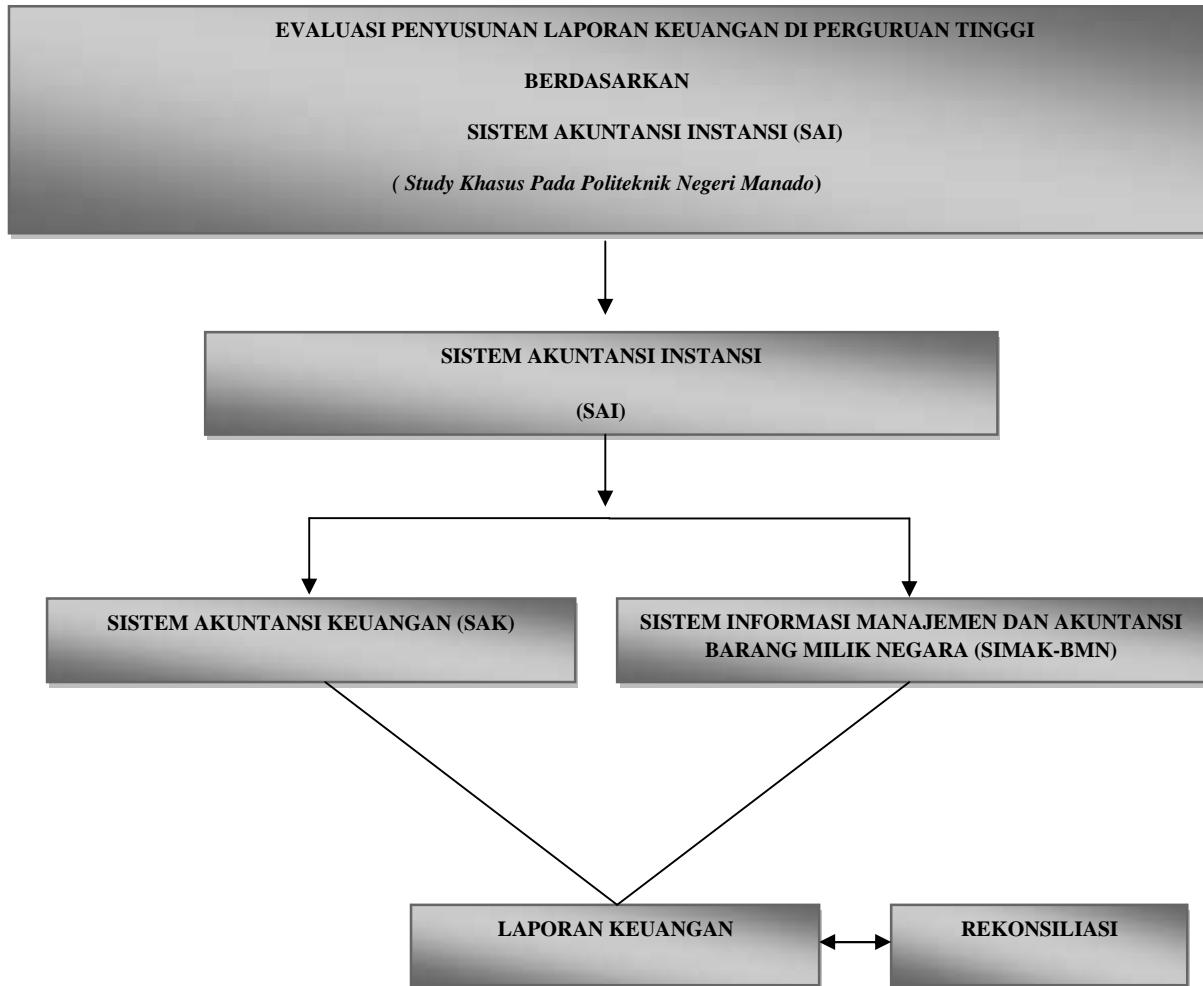 EVALUASI PENYUSUNAN LAPORAN KEUANGAN DI PERGURUAN TINGGI
BERDASARKAN
SISTEM AKUNTANSI INSTANSI (SAI)
( Study Khasus Pada Politeknik Negeri Manado)
SISTEM AKUNTANSI INSTANSI
(SAI)
SISTEM AKUNTANSI KEUANGAN (SAK)
SISTEM INFORMASI MANAJEMEN DAN AKUNTANSI
BARANG MILIK NEGARA (SIMAK-BMN)
LAPORAN KEUANGAN
REKONSILIASI